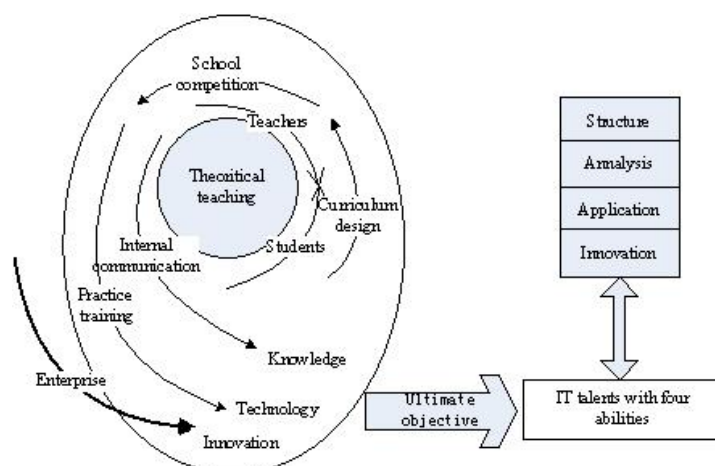 School
competition
Teachers
Theoritical
teaching
Curriculum
design
Students
Internal
communication
Practice
training
Enterprise
Knowledge
Technology
Innovation
Ultimate
objective
Structure
Annalysis
Application
Innovation
IT talents with four
abilities